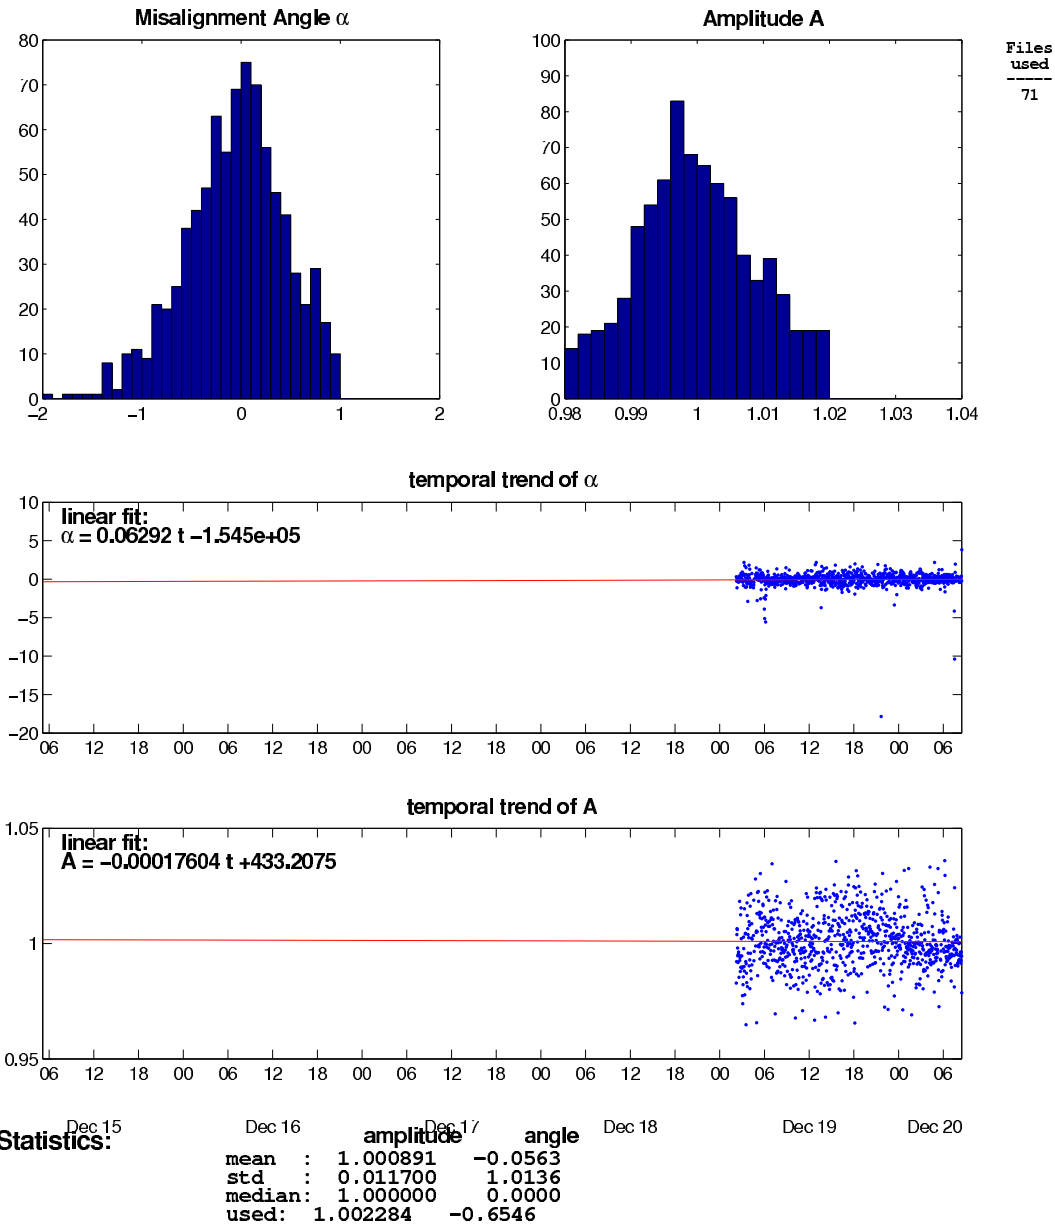 Misalignment Angle α
Amplitude A
Files
used
-----
71
80
70
60
50
40
30
20
10
0
−2 −1 0 1 2
100
90
80
70
60
50
40
30
20
10
0
0.98 0.99 1 1.01 1.02 1.03 1.04
temporal trend of α
linear fit:
α = 0.06292 t −1.545e+05
10
5
0
−5
−10
−15
−20
06 12 18 00 06 12 18 00 06 12 18 00 06 12 18 00 06 12 18 00 06
temporal trend of A
linear fit:
A = −0.00017604 t +433.2075
1.05
1
0.95
06 12 18 00 06 12 18 00 06 12 18 00 06 12 18 00 06 12 18 00 06
Dec 15 Dec 16 Dec 17 Dec 18 Dec 19 Dec 20
Statistics:
amplitude angle
mean : 1.000891 −0.0563
std : 0.011700 1.0136
median: 1.000000 0.0000
used: 1.002284 −0.6546